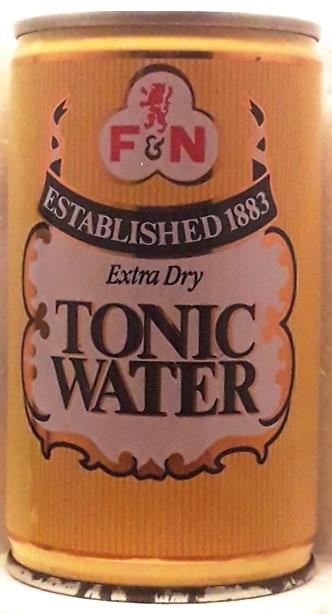 F&N
ESTABLISHED 1883
Extra Dry
TONIC
WATER